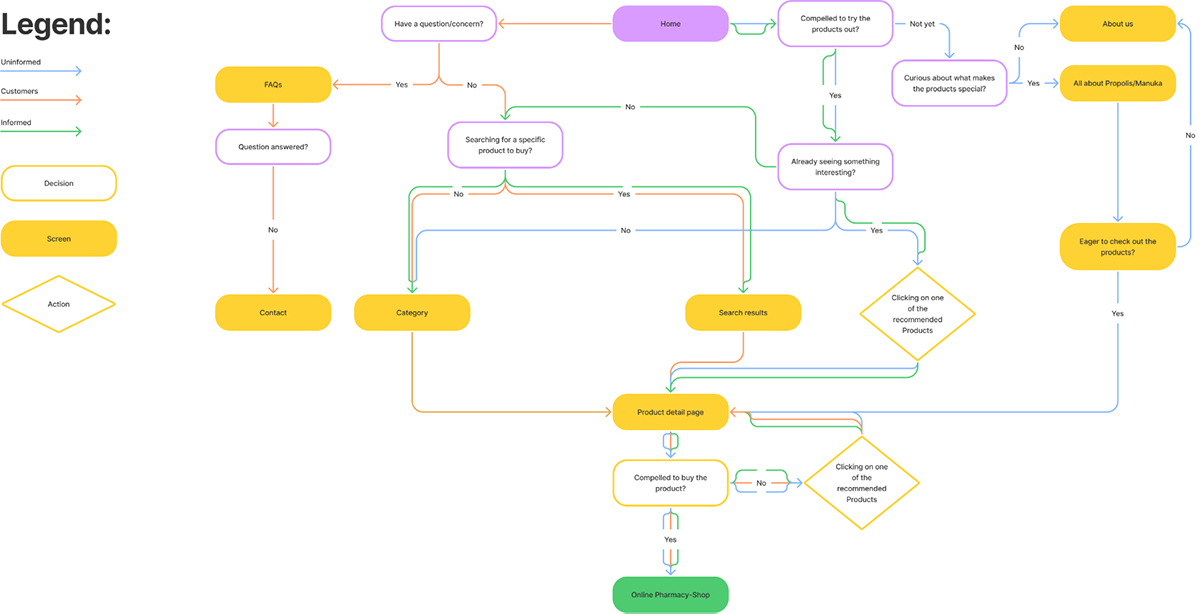 Legend:
Uninformed
Customers
Informed
Decision
Screen
Action
Have a question/concern?
Home
Compelled to try the
products out?
Not yet
About us
No
Curious about what makes
the products special?
Yes
All about Propolis/Manuka
FAQs
Yes
No
No
Yes
No
Question answered?
Searching for a specific
product to buy?
Already seeing something
interesting?
No
Yes
No
No
Yes
Eager to check out the
products?
Yes
Contact
Category
Search results
Clicking on one
of the
recommended
Products
Product detail page
Compelled to buy the
product?
No
Clicking on one
of the
recommended
Products
Yes
Online Pharmacy-Shop